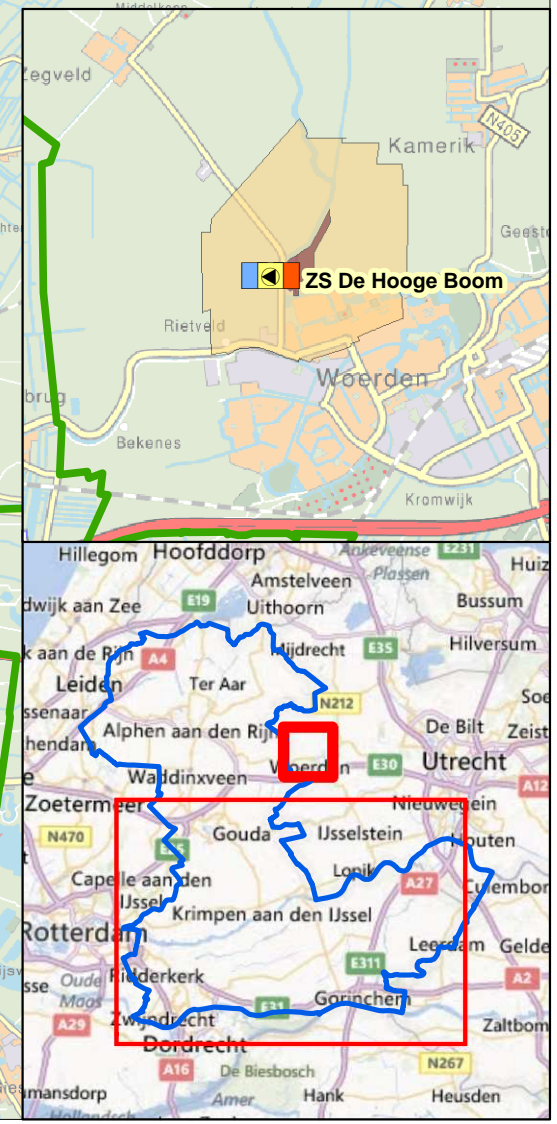 Zegveld
Kamerik
N405
ZS De Hooge Boom
Rietveld
Woerden
brug
Bekenes
Kromwijk
Hillegom
Hoofddorp
Ankeveense
Plassen
E231
Amstelveen
Huiz
dwijk aan Zee
E19
Uithoorn
Bussum
k aan de Rijn
A4
Mijdrecht
E35
Hilversum
Leiden
Ter Aar
N212
Soe
ssenaar
hendam
Alphen aan den Rijn
De Bilt
Zeist
Woerden
E30
Utrecht
Waddinxveen
A12
Zoetermeer
Nieuwegein
N470
Gouda
IJsselstein
Houten
Lopik
Capelle aan den
IJssel
A27
Culembor
Krimpen aan den IJssel
Rotterdam
Leerdam
Gelde
E311
Oude
Maas
Ridderkerk
A2
E31
Gorinchem
A29
Zwijndrecht
Zaltbom
Dordrecht
A16
De Biesbosch
N267
mansdorp
Amer
Hank
Heusden